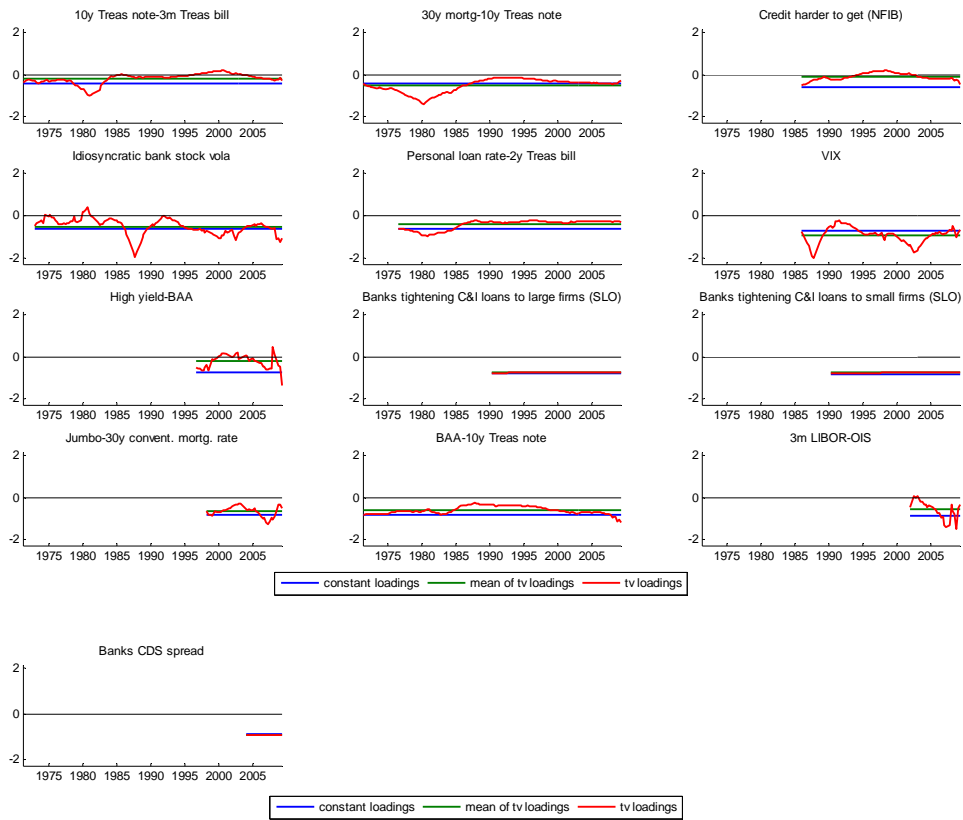 10y Treas note-3m Treas bill
30y mortg-10y Treas note
Credit harder to get (NFIB)
2
0
-2
1975 1980 1985 1990 1995 2000 2005
2
0
-2
1975 1980 1985 1990 1995 2000 2005
2
0
-2
1975 1980 1985 1990 1995 2000 2005
Idiosyncratic bank stock vola
Personal loan rate-2y Treas bill
VIX
2
0
-2
1975 1980 1985 1990 1995 2000 2005
2
0
-2
1975 1980 1985 1990 1995 2000 2005
2
0
-2
1975 1980 1985 1990 1995 2000 2005
High yield-BAA
Banks tightening C&I loans to large firms (SLO)
Banks tightening C&I loans to small firms (SLO)
2
0
-2
1975 1980 1985 1990 1995 2000 2005
2
0
-2
1975 1980 1985 1990 1995 2000 2005
2
0
-2
1975 1980 1985 1990 1995 2000 2005
Jumbo-30y convent. mortg. rate
BAA-10y Treas note
3m LIBOR-OIS
2
0
-2
1975 1980 1985 1990 1995 2000 2005
2
0
-2
1975 1980 1985 1990 1995 2000 2005
2
0
-2
1975 1980 1985 1990 1995 2000 2005
constant loadings mean of tv loadings tv loadings
Banks CDS spread
2
0
-2
1975 1980 1985 1990 1995 2000 2005
constant loadings mean of tv loadings tv loadings